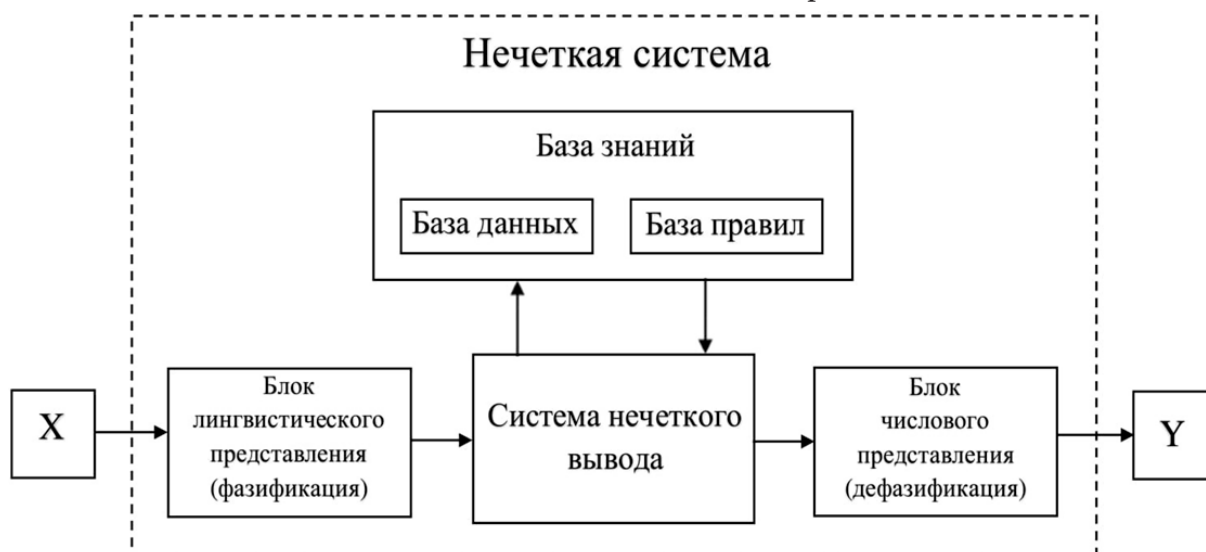 Нечеткая система
База знаний
База данных
База правил
X
Блок
лингвистического
представления
(фазификация)
Система нечеткого
вывода
Блок
числового
представления
(дефазификация)
Y